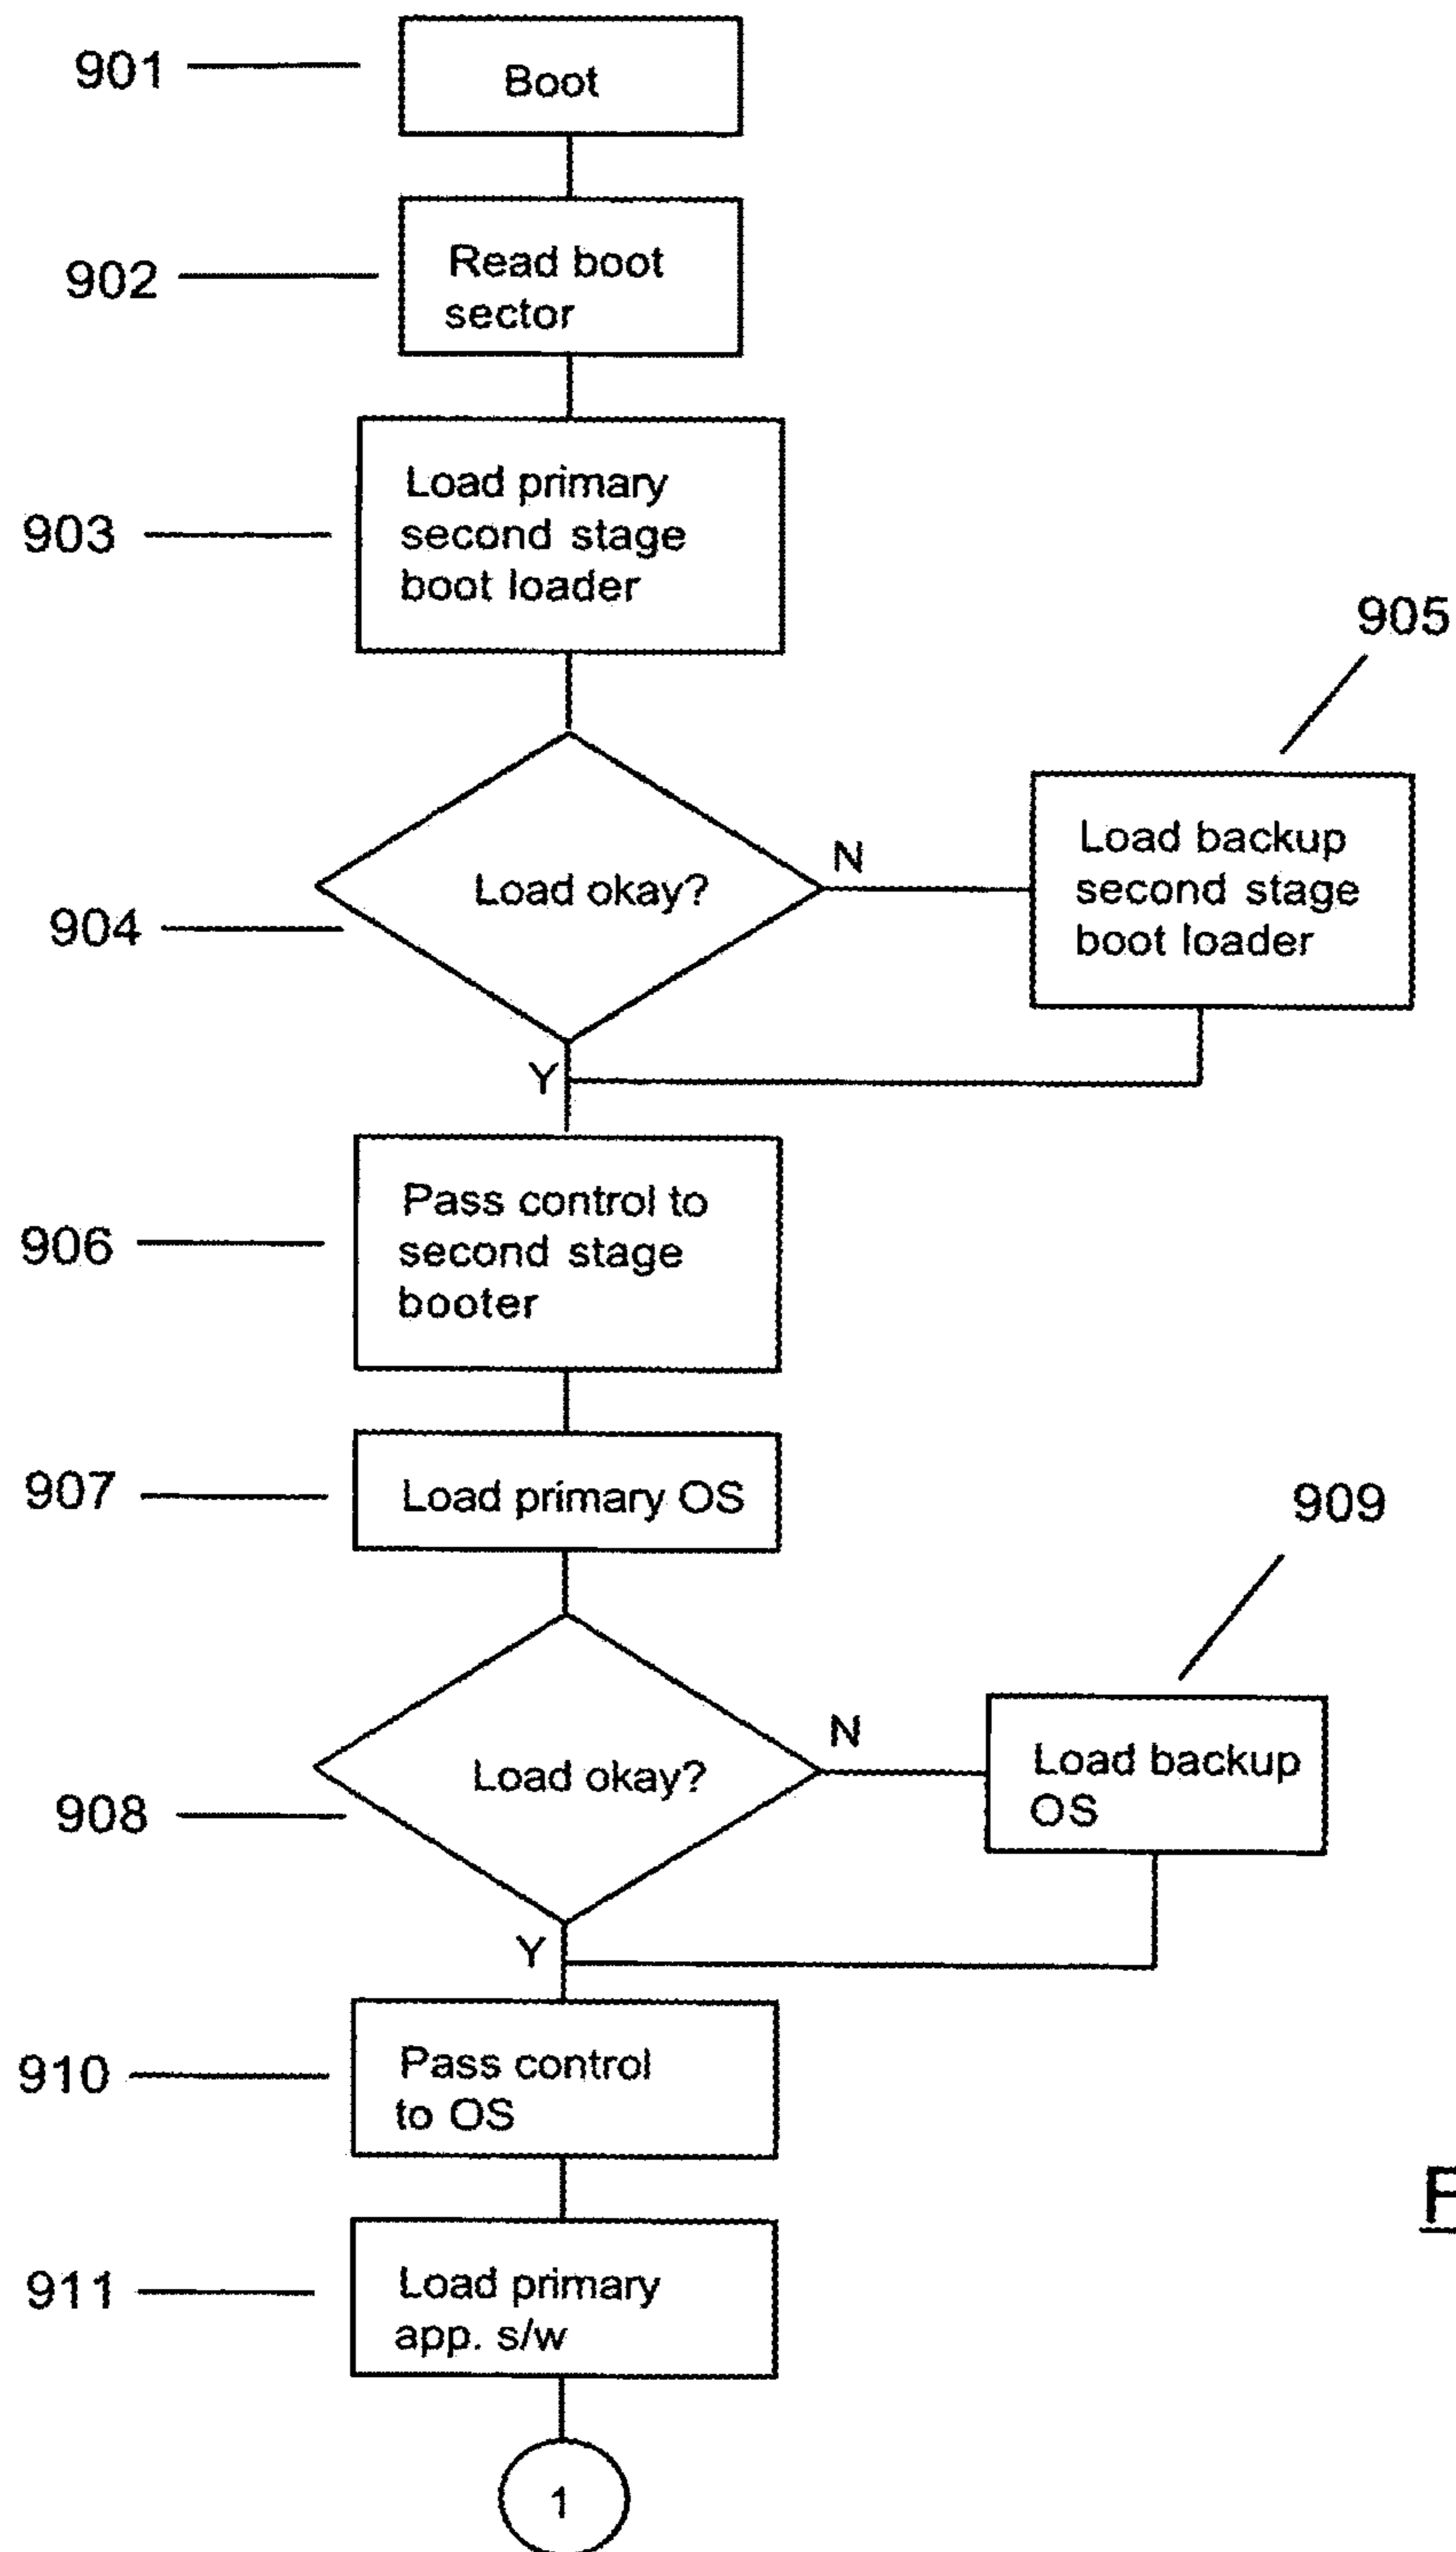 901
Boot
902
Read boot
sector
903
Load primary
second stage
boot loader
905
904
Load okay?
N
Load backup
second stage
boot loader
Y
906
Pass control to
second stage
booter
907
Load primary OS
909
908
Load okay?
N
Load backup
OS
Y
910
Pass control
to OS
911
Load primary
app. s/w
1